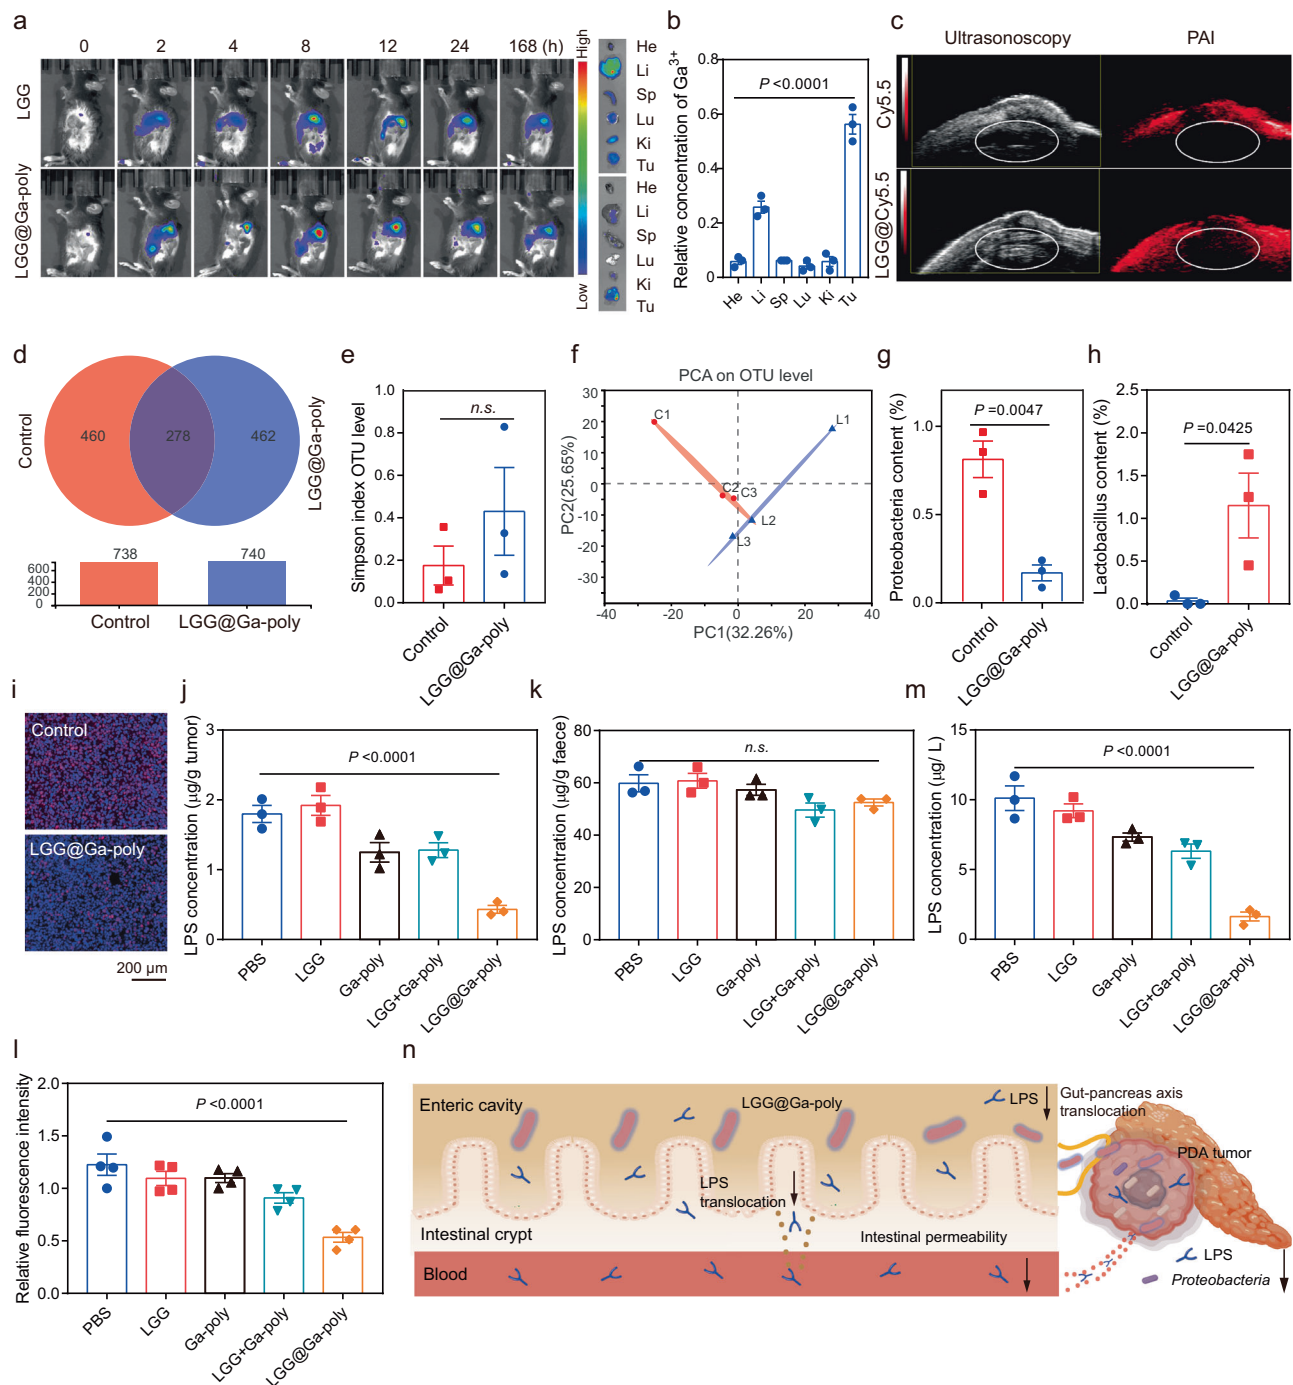 a
0 2 4 8 12 24 168 (h)
LGG
LGG@Ga-poly
High
Low
He
Li
Sp
Lu
Ki
Tu
He
Li
Sp
Lu
Ki
Tu
b
Relative concentration of Ga3+
0.8
0.6
0.4
0.2
0
P <0.0001
He Li Sp Lu Ki Tu
c
Ultrasonoscopy PAI
Cy5.5
LGG@Cy5.5
d
Control
460 278 462
LGG@Ga-poly
738 740
600
400
200
0
Control LGG@Ga-poly
e
Simpson index OTU level
1.0
0.8
0.6
0.4
0.2
0.0
n.s.
Control
LGG@Ga-poly
f
PCA on OTU level
PC2(25.65%)
30
20
10
0
-10
-20
-30
C1
C2
C3
L1
L2
L3
-40 -20 0 20 40
PC1(32.26%)
g
Proteobacteria content (%)
1.0
0.5
0.0
P =0.0047
Control
LGG@Ga-poly
h
Lactobacillus content (%)
2.5
2.0
1.5
1.0
0.5
0.0
P =0.0425
Control
LGG@Ga-poly
i
Control
LGG@Ga-poly
200 µm
j
LPS concentration (µg/g tumor)
3
2
1
0
P <0.0001
PBS
LGG
Ga-poly
LGG+Ga-poly
LGG@Ga-poly
k
LPS concentration (µg/g faece)
80
60
40
20
0
n.s.
PBS
LGG
Ga-poly
LGG+Ga-poly
LGG@Ga-poly
m
LPS concentration (µg/ L)
15
10
5
0
P <0.0001
PBS
LGG
Ga-poly
LGG+Ga-poly
LGG@Ga-poly
l
Relative fluorescence intensity
2.0
1.5
1.0
0.5
0.0
P <0.0001
PBS
LGG
Ga-poly
LGG+Ga-poly
LGG@Ga-poly
n
Enteric cavity
LGG@Ga-poly
LPS
Gut-pancreas axis
translocation
PDA tumor
LPS
translocation
Intestinal crypt
Intestinal permeability
Blood
LPS
Proteobacteria